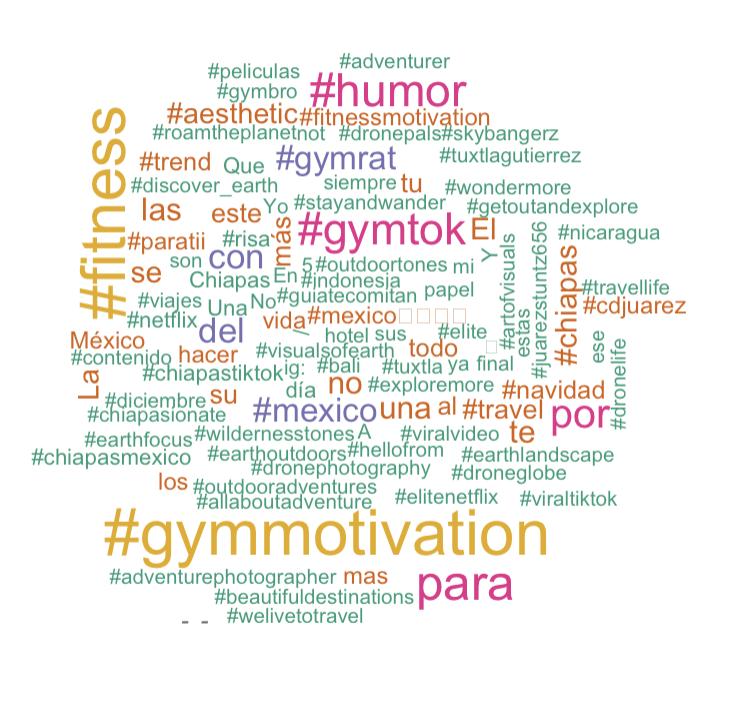 #adventurer
#peliculas
#gymbro #humor
#aesthetic #fitnessmotivation
#roamtheplanet not #dronepals #skybangerz
#trend Que #gymrat #tuxtlagutierrez
#discover_earth siempre tu #wondermore
las este Yo #stayandwander #getoutandexplore
#fitness
#paratii #risa más #gymtok El #nicaragua
se son con 5 #outdoortones mi Y
Chiapas En #indonesia
#artofvisuals
#juarezstuntz656
#chiapas
#travellife
#viajes Una No #guiatecomitan papel #cdjuarez
#netflix del vida #mexico
México / hotel sus #elite estas ese
#contenido hacer #visualsofearth todo
#chiapastiktok ig: #bali #tuxtla ya final
#dronelife
La #diciembre su día no #exploremore #navidad
#chiapasionate #mexico una al #travel por
#earthfocus #wildernesstones A #viralvideo te
#chiapasmexico #earthoutdoors #hellofrom #earthlandscape
#dronephotography #droneglobe
los #outdooradventures
#allaboutadventure #elitenetflix #viraltiktok
#gymmotivation
#adventurephotographer mas para
#beautifuldestinations
- - #welivetotravel